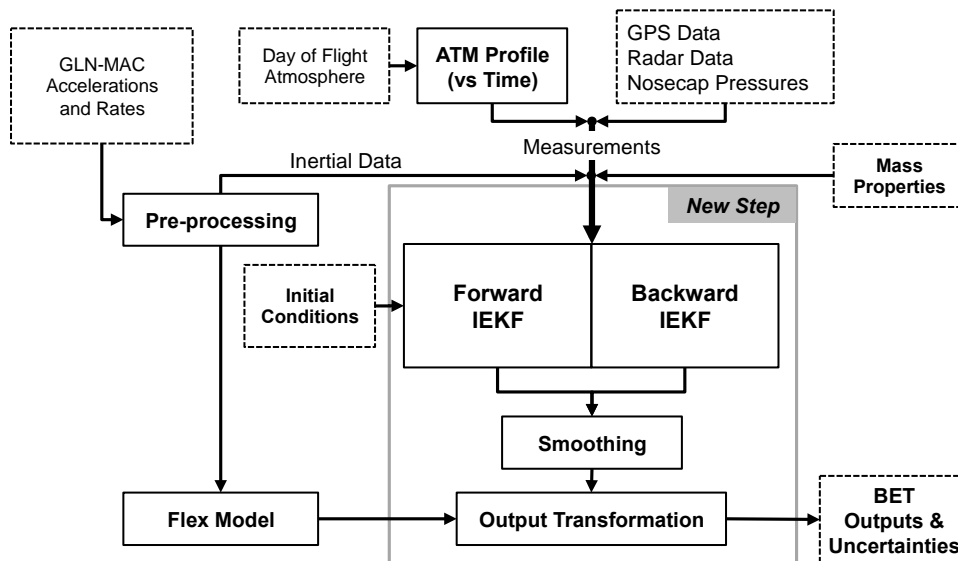 GLN-MAC
Accelerations
and Rates
Day of Flight
Atmosphere
ATM Profile
(vs Time)
GPS Data
Radar Data
Nosecap Pressures
Measurements
Inertial Data
Mass
Properties
Pre-processing
New Step
Initial
Conditions
Forward
IEKF
Backward
IEKF
Smoothing
Flex Model
Output Transformation
BET
Outputs &
Uncertainties